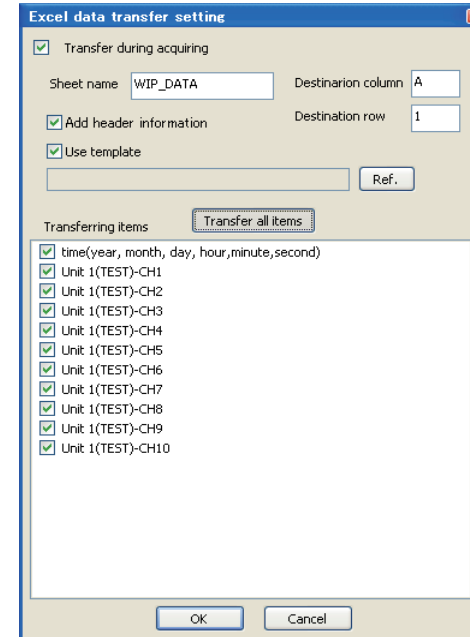 Excel data transfer setting
Transfer during acquiring
Sheet name WIP_DATA Destinarion column A
Add header information Destination row 1
Use template
Ref.
Transferring items Transfer all items
time(year, month, day, hour,minute,second)
Unit 1(TEST)-CH1
Unit 1(TEST)-CH2
Unit 1(TEST)-CH3
Unit 1(TEST)-CH4
Unit 1(TEST)-CH5
Unit 1(TEST)-CH6
Unit 1(TEST)-CH7
Unit 1(TEST)-CH8
Unit 1(TEST)-CH9
Unit 1(TEST)-CH10
OK Cancel